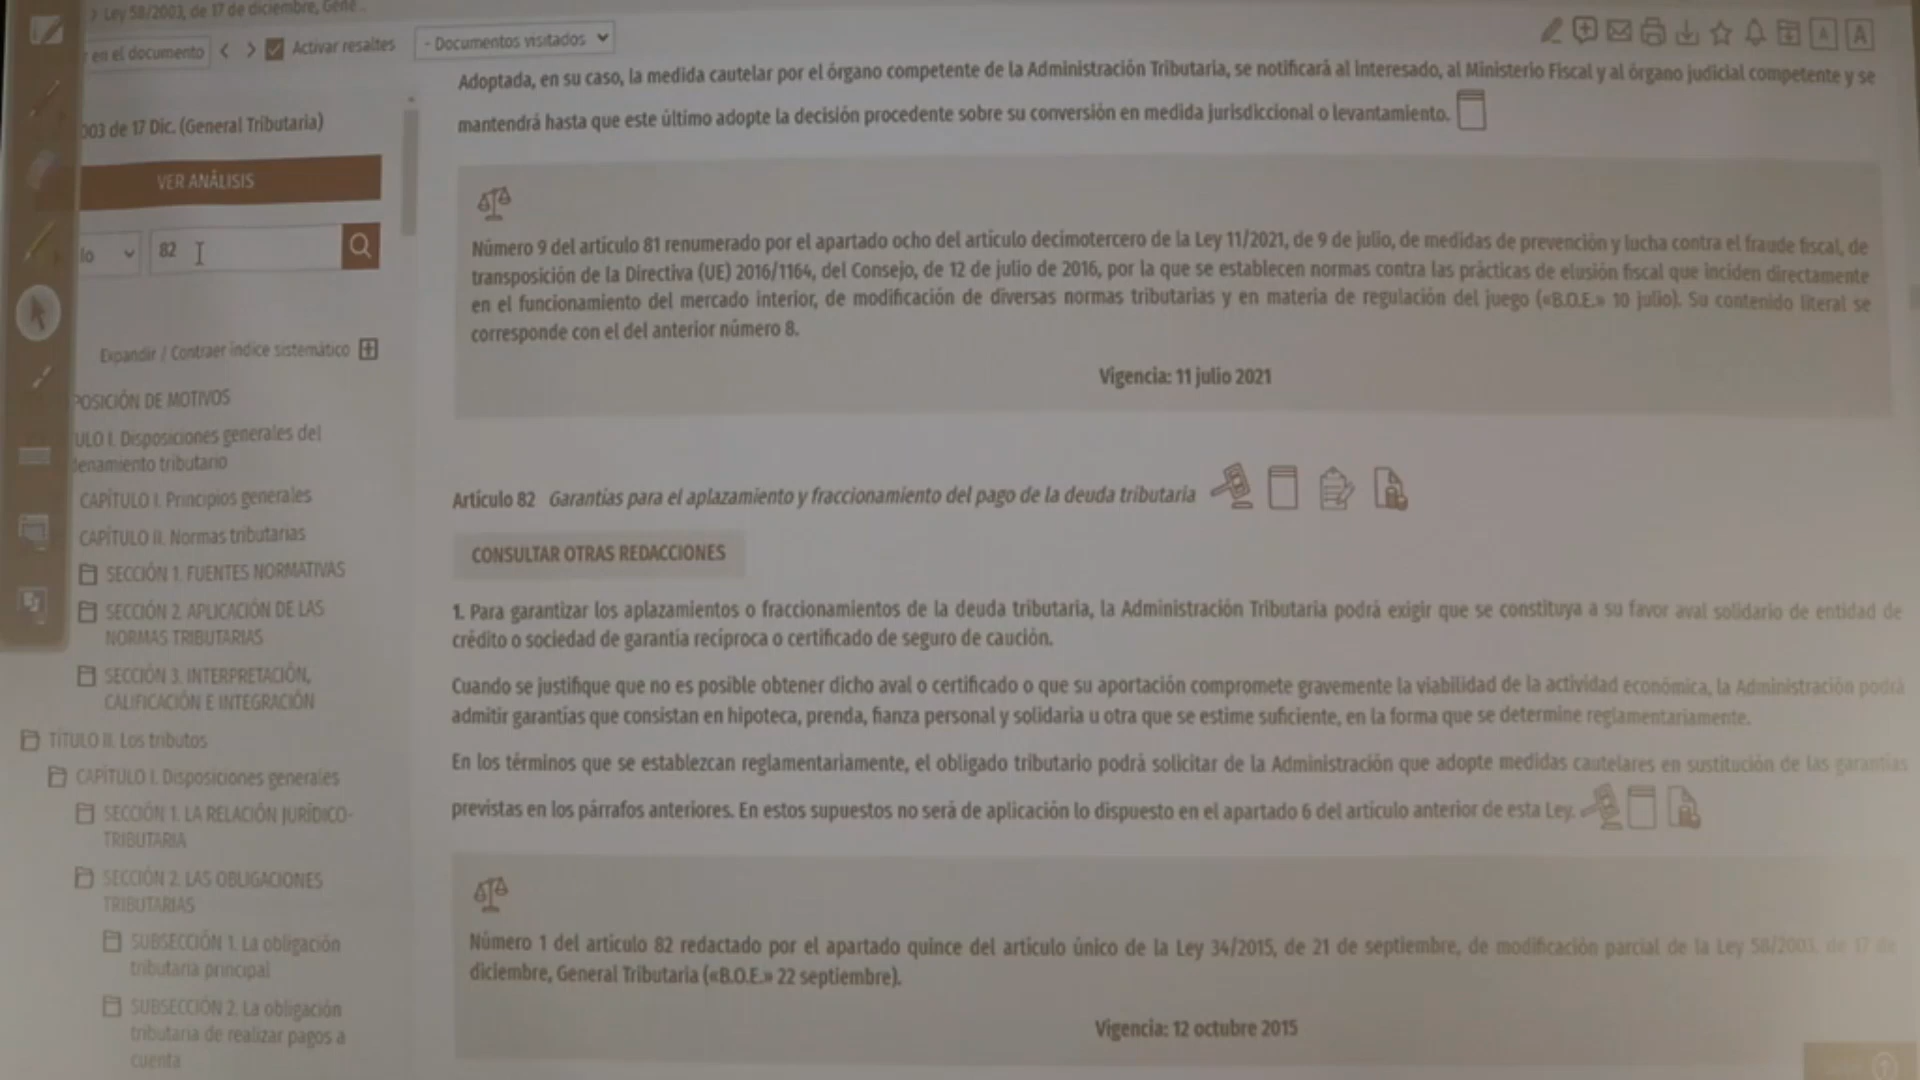 > Ley 58/2003, de 17 de diciembre, Gene...
en el documento
Activar resaltes
- Documentos visitados
003 de 17 Dic. (General Tributaria)
VER ANÁLISIS
lo
82
Expandir / Contraer índice sistemático
POSICIÓN DE MOTIVOS
ULO I. Disposiciones generales del
denamiento tributario
CAPÍTULO I. Principios generales
CAPÍTULO II. Normas tributarias
SECCIÓN 1. FUENTES NORMATIVAS
SECCIÓN 2. APLICACIÓN DE LAS
NORMAS TRIBUTARIAS
SECCIÓN 3. INTERPRETACIÓN,
CALIFICACIÓN E INTEGRACIÓN
TÍTULO II. Los tributos
CAPÍTULO I. Disposiciones generales
SECCIÓN 1. LA RELACIÓN JURÍDICO-
TRIBUTARIA
SECCIÓN 2. LAS OBLIGACIONES
TRIBUTARIAS
SUBSECCIÓN 1. La obligación
tributaria principal
SUBSECCIÓN 2. La obligación
tributaria de realizar pagos a
cuenta
A A
Adoptada, en su caso, la medida cautelar por el órgano competente de la Administración Tributaria, se notificará al interesado, al Ministerio Fiscal y al órgano judicial competente y se
mantendrá hasta que este último adopte la decisión procedente sobre su conversión en medida jurisdiccional o levantamiento.
Número 9 del artículo 81 renumerado por el apartado ocho del artículo decimotercero de la Ley 11/2021, de 9 de julio, de medidas de prevención y lucha contra el fraude fiscal, de
transposición de la Directiva (UE) 2016/1164, del Consejo, de 12 de julio de 2016, por la que se establecen normas contra las prácticas de elusión fiscal que inciden directamente
en el funcionamiento del mercado interior, de modificación de diversas normas tributarias y en materia de regulación del juego («B.O.E.» 10 julio). Su contenido literal se
corresponde con el del anterior número 8.
Vigencia: 11 julio 2021
Artículo 82 Garantías para el aplazamiento y fraccionamiento del pago de la deuda tributaria
CONSULTAR OTRAS REDACCIONES
1. Para garantizar los aplazamientos o fraccionamientos de la deuda tributaria, la Administración Tributaria podrá exigir que se constituya a su favor aval solidario de entidad de
crédito o sociedad de garantía recíproca o certificado de seguro de caución.
Cuando se justifique que no es posible obtener dicho aval o certificado o que su aportación compromete gravemente la viabilidad de la actividad económica, la Administración podrá
admitir garantías que consistan en hipoteca, prenda, fianza personal y solidaria u otra que se estime suficiente, en la forma que se determine reglamentariamente.
En los términos que se establezcan reglamentariamente, el obligado tributario podrá solicitar de la Administración que adopte medidas cautelares en sustitución de las garantías
previstas en los párrafos anteriores. En estos supuestos no será de aplicación lo dispuesto en el apartado 6 del artículo anterior de esta Ley.
Número 1 del artículo 82 redactado por el apartado quince del artículo único de la Ley 34/2015, de 21 de septiembre, de modificación parcial de la Ley 58/2003, de 17 de
diciembre, General Tributaria («B.O.E.» 22 septiembre).
Vigencia: 12 octubre 2015